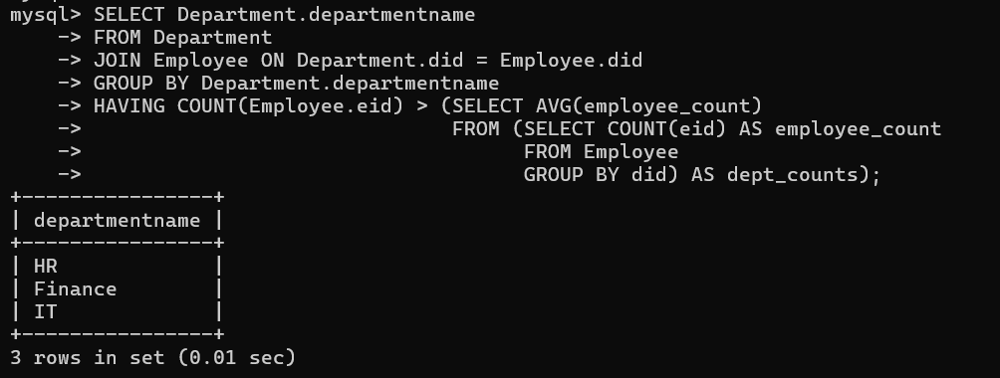 mysql> SELECT Department.departmentname
    -> FROM Department
    -> JOIN Employee ON Department.did = Employee.did
    -> GROUP BY Department.departmentname
    -> HAVING COUNT(Employee.eid) > (SELECT AVG(employee_count)
    ->                               FROM (SELECT COUNT(eid) AS employee_count
    ->                                     FROM Employee
    ->                                     GROUP BY did) AS dept_counts);
+----------------+
| departmentname |
+----------------+
| HR             |
| Finance        |
| IT             |
+----------------+
3 rows in set (0.01 sec)